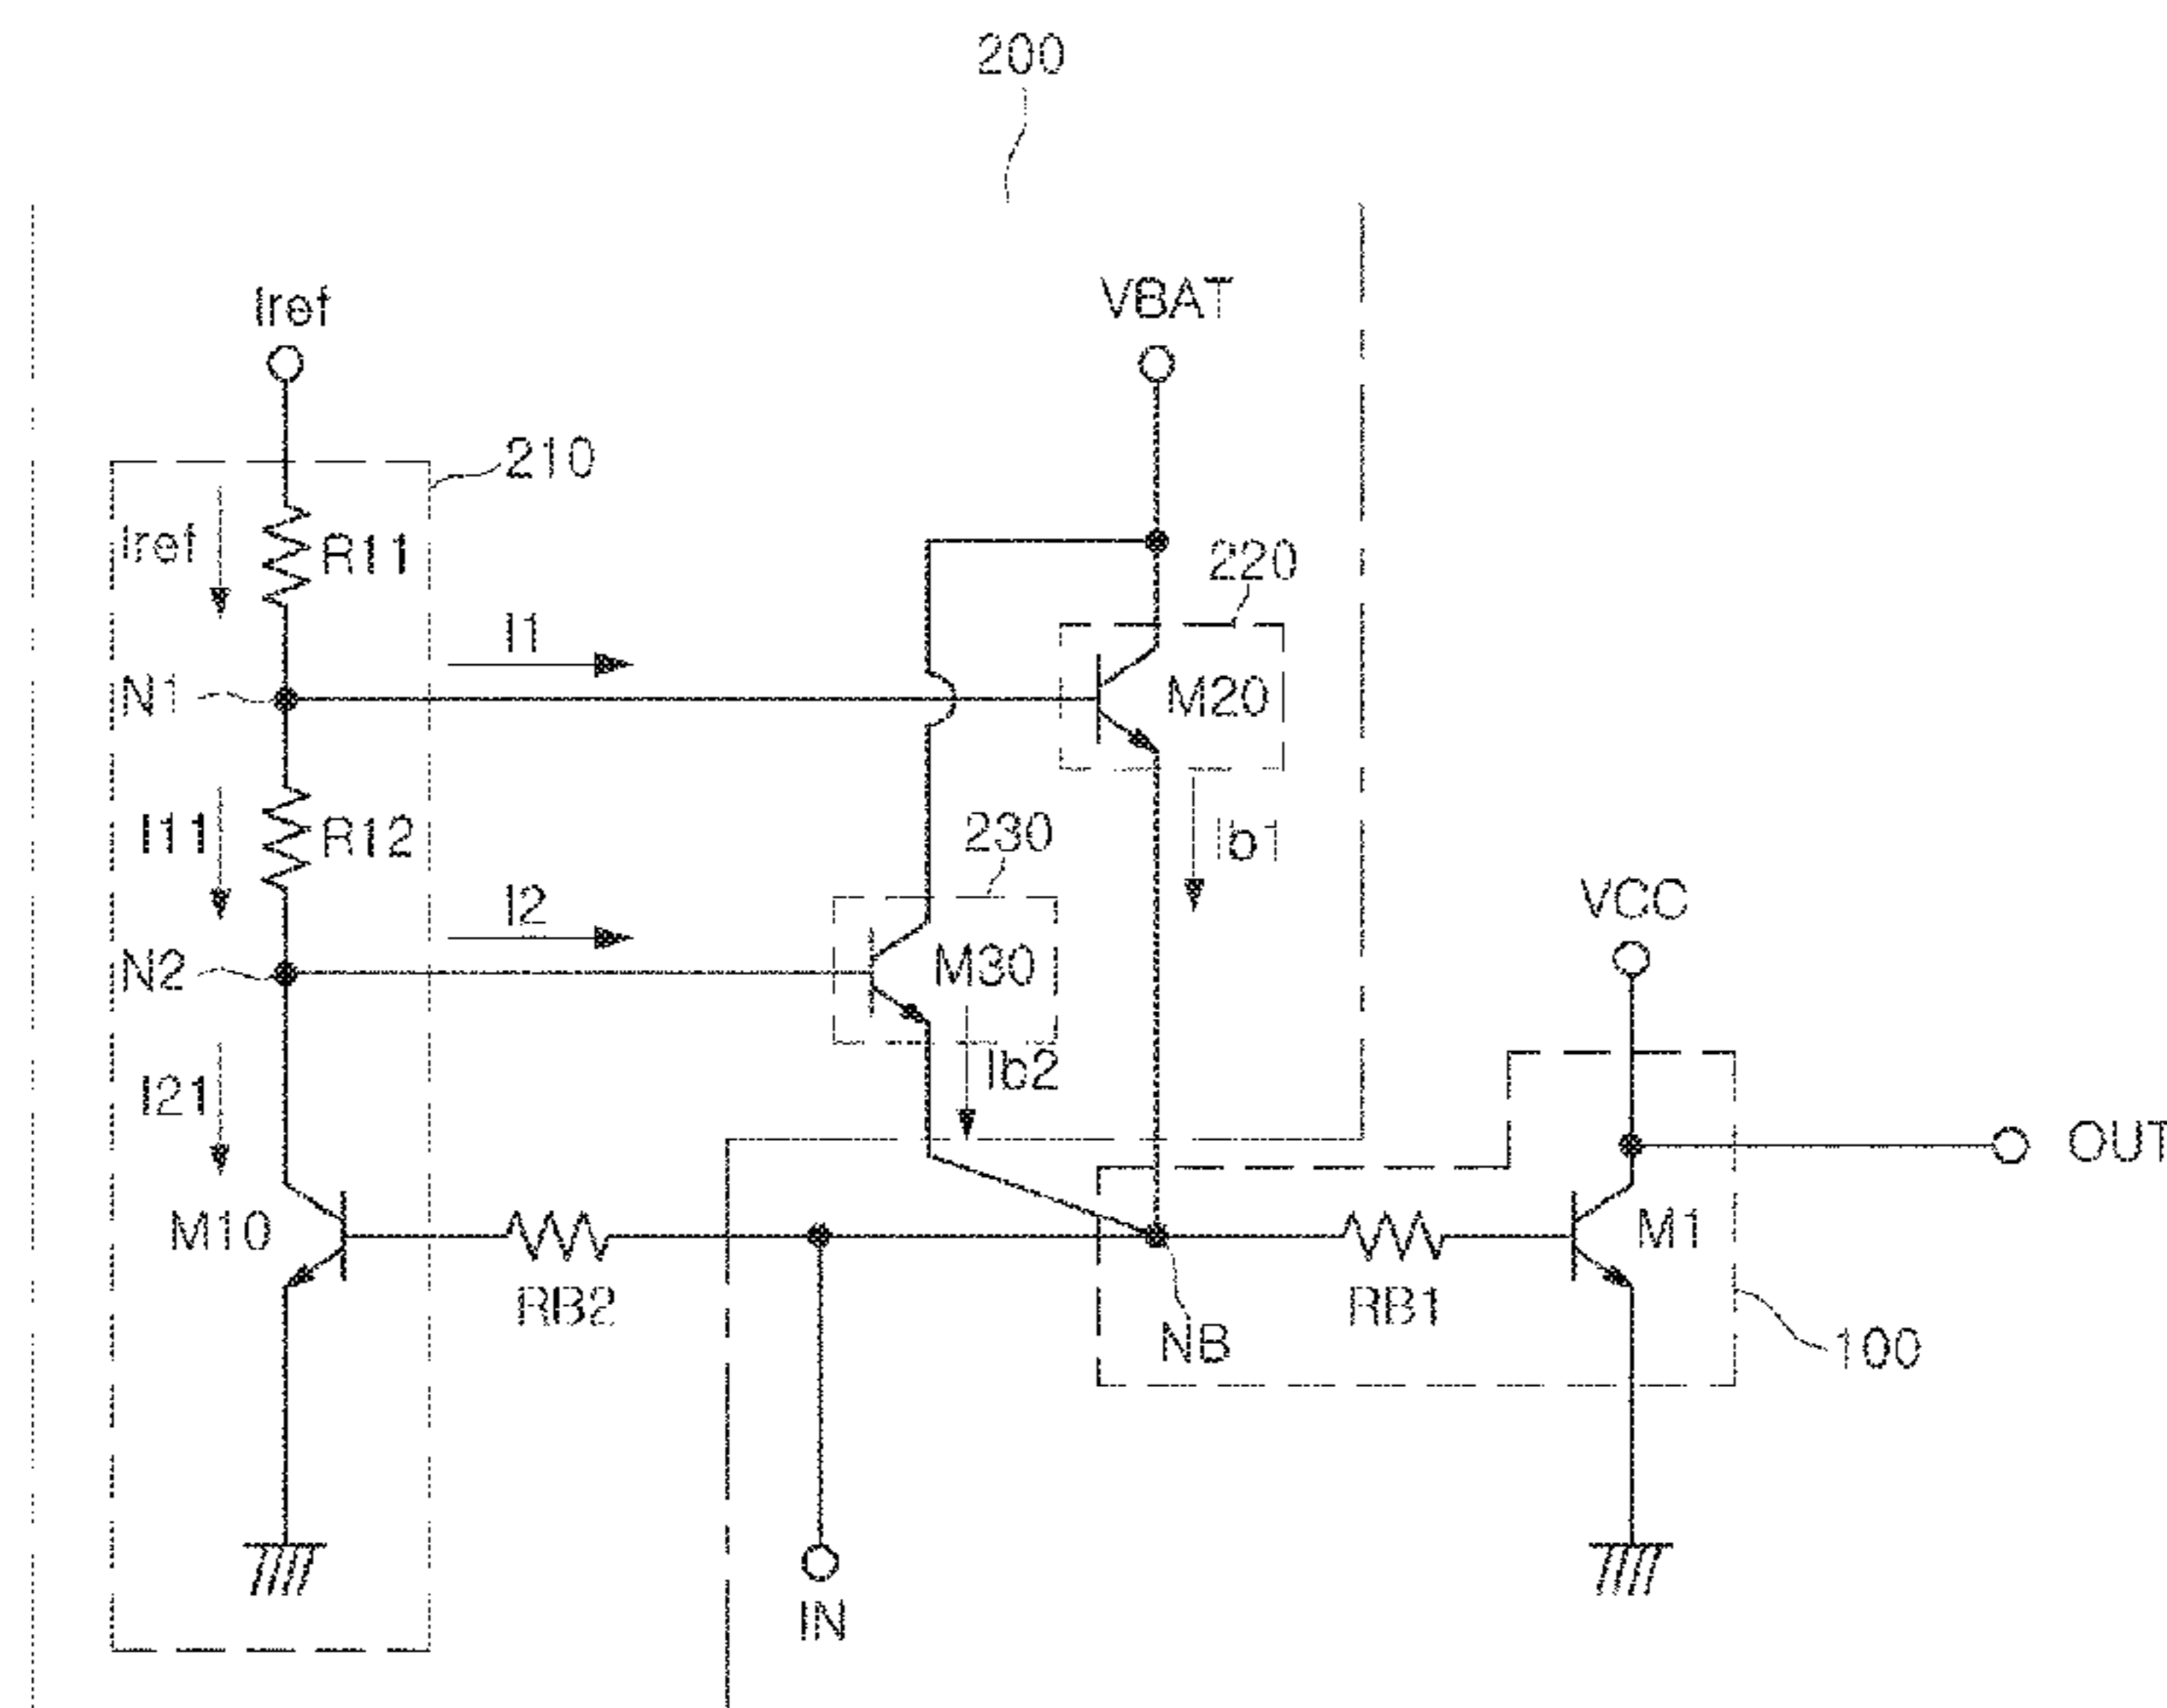 200
Iref
VBAT
210
Iref
R11
220
I1
N1
M20
I11
R12
230
Ib1
I2
VCC
N2
M30
I21
Ib2
OUT
M10
M1
RB2
RB1
NB
100
IN